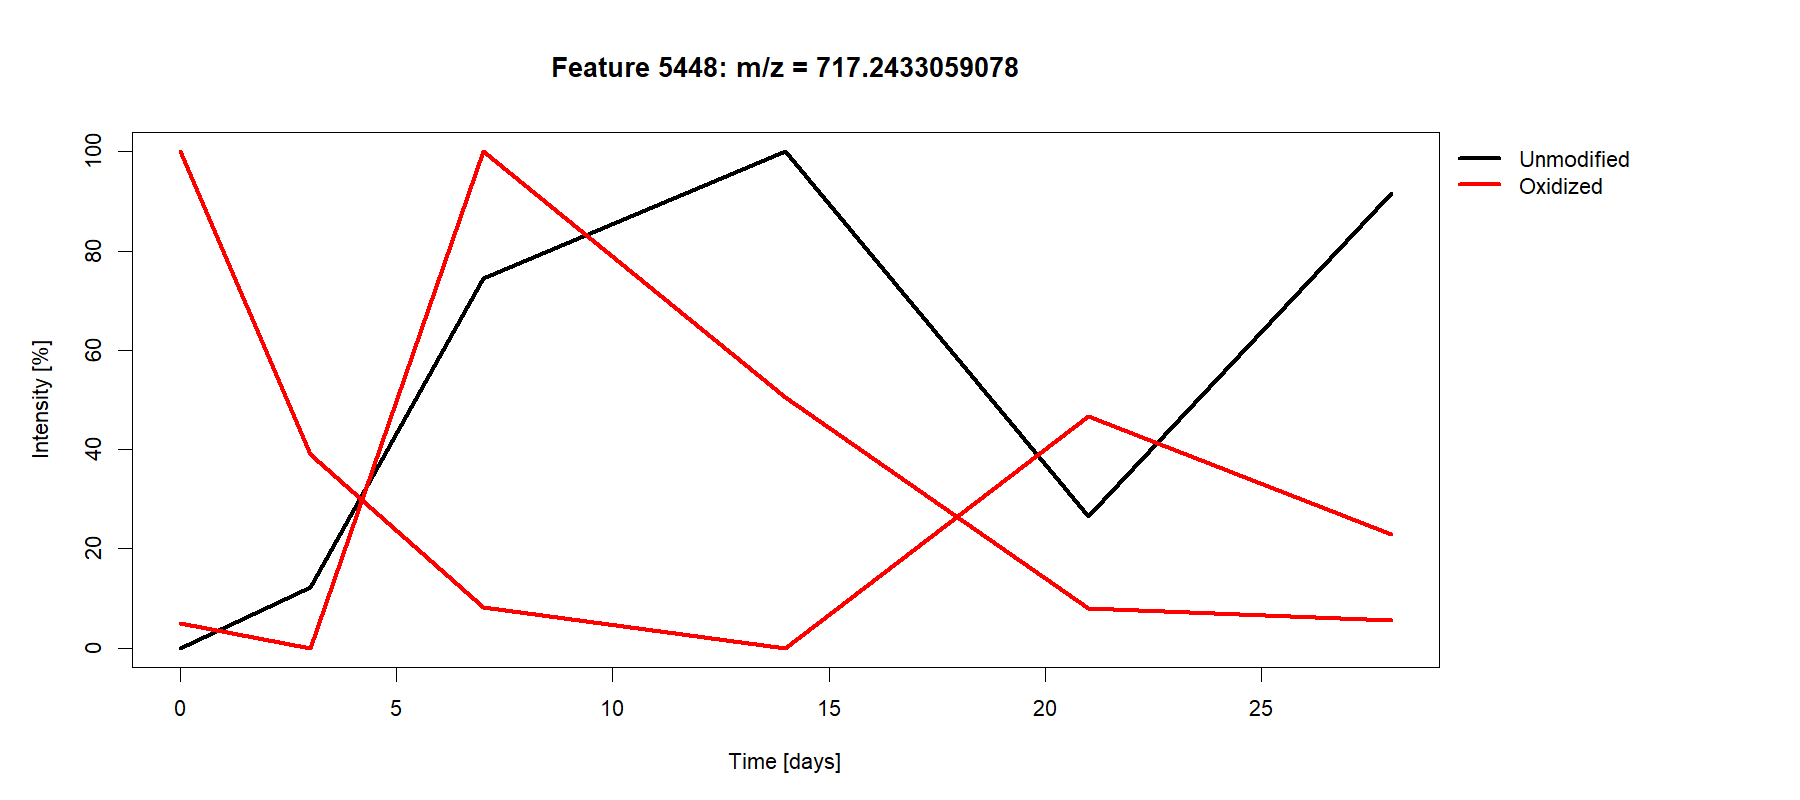 Feature 5448: m/z = 717.2433059078
Unmodified
Oxidized
Intensity [%]
100
80
60
40
20
0
0 5 10 15 20 25
Time [days]